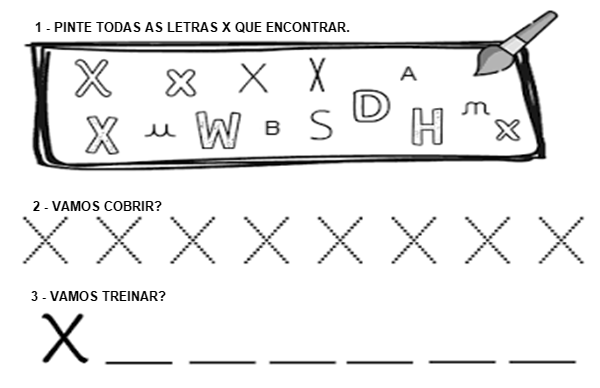 1 - PINTE TODAS AS LETRAS X QUE ENCONTRAR.
X x X X A
X u W B S D H m x
2 - VAMOS COBRIR?
X X X X X X X X
3 - VAMOS TREINAR?
X